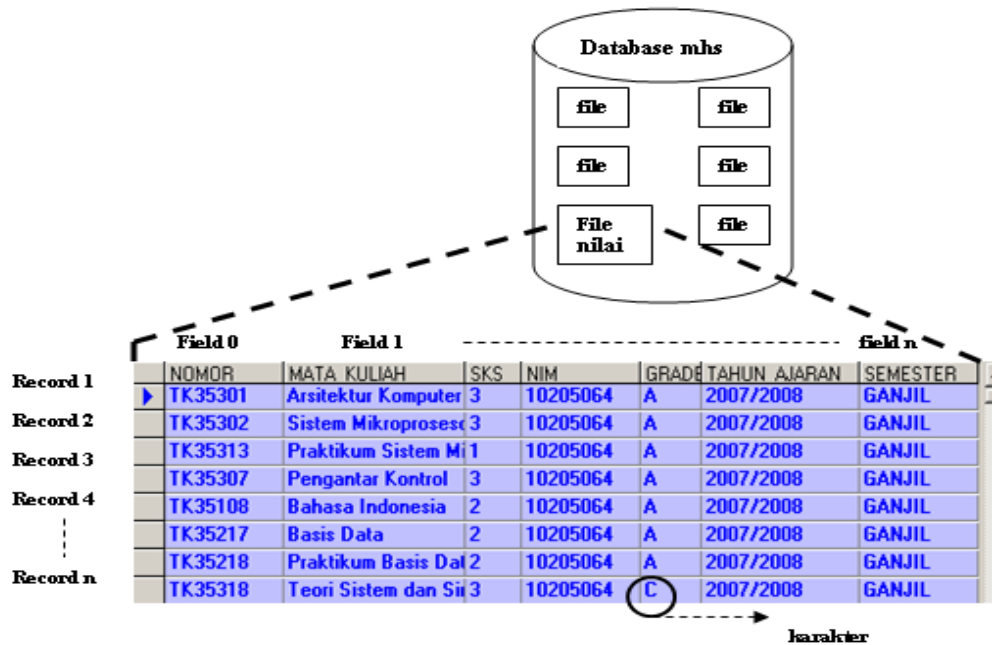 Database mhs
file file
file file
File nilai file
Field 0 Field 1 field n
NOMOR MATA KULIAH SKS NIM GRADE TAHUN AJARAN SEMESTER
Record 1 TK35301 Arsitektur Komputer 3 10205064 A 2007/2008 GANJIL
Record 2 TK35302 Sistem Mikroproses 3 10205064 A 2007/2008 GANJIL
Record 3 TK35313 Praktikum Sistem Mi 1 10205064 A 2007/2008 GANJIL
TK35307 Pengantar Kontrol 3 10205064 A 2007/2008 GANJIL
Record 4 TK35108 Bahasa Indonesia 2 10205064 A 2007/2008 GANJIL
TK35217 Basis Data 2 10205064 A 2007/2008 GANJIL
TK35218 Praktikum Basis Dat 2 10205064 A 2007/2008 GANJIL
Record n TK35318 Teori Sistem dan Sin 3 10205064 C 2007/2008 GANJIL
karakter